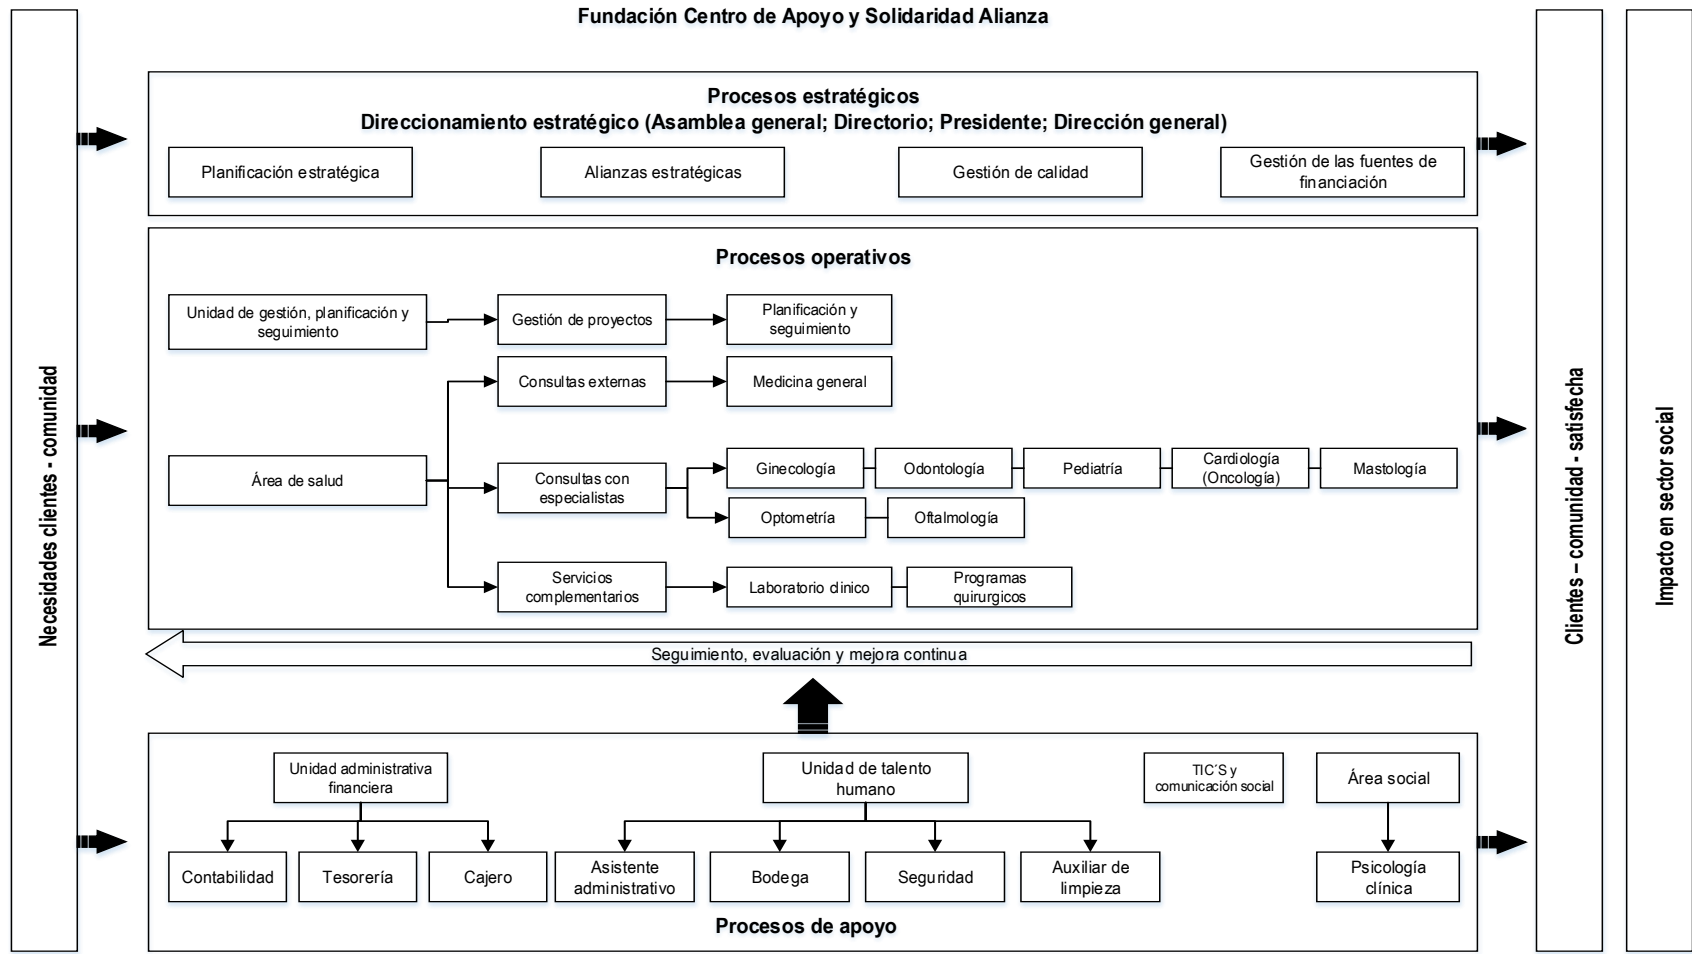 Fundación Centro de Apoyo y Solidaridad Alianza
Necesidades clientes - comunidad
Procesos estratégicos
Direccionamiento estratégico (Asamblea general; Directorio; Presidente; Dirección general)
Planificación estratégica
Alianzas estratégicas
Gestión de calidad
Gestión de las fuentes de
financiación
Procesos operativos
Unidad de gestión, planificación y
seguimiento
Gestión de proyectos
Planificación y
seguimiento
Consultas externas
Medicina general
Área de salud
Consultas con
especialistas
Ginecología
Odontología
Pediatría
Cardiología
(Oncología)
Mastología
Optometría
Oftalmología
Servicios
complementarios
Laboratorio clinico
Programas
quirurgicos
Seguimiento, evaluación y mejora continua
Unidad administrativa
financiera
Unidad de talento
humano
TIC´S y
comunicación social
Área social
Contabilidad
Tesorería
Cajero
Asistente
administrativo
Bodega
Seguridad
Auxiliar de
limpieza
Psicología
clínica
Procesos de apoyo
Clientes – comunidad - satisfecha
Impacto en sector social